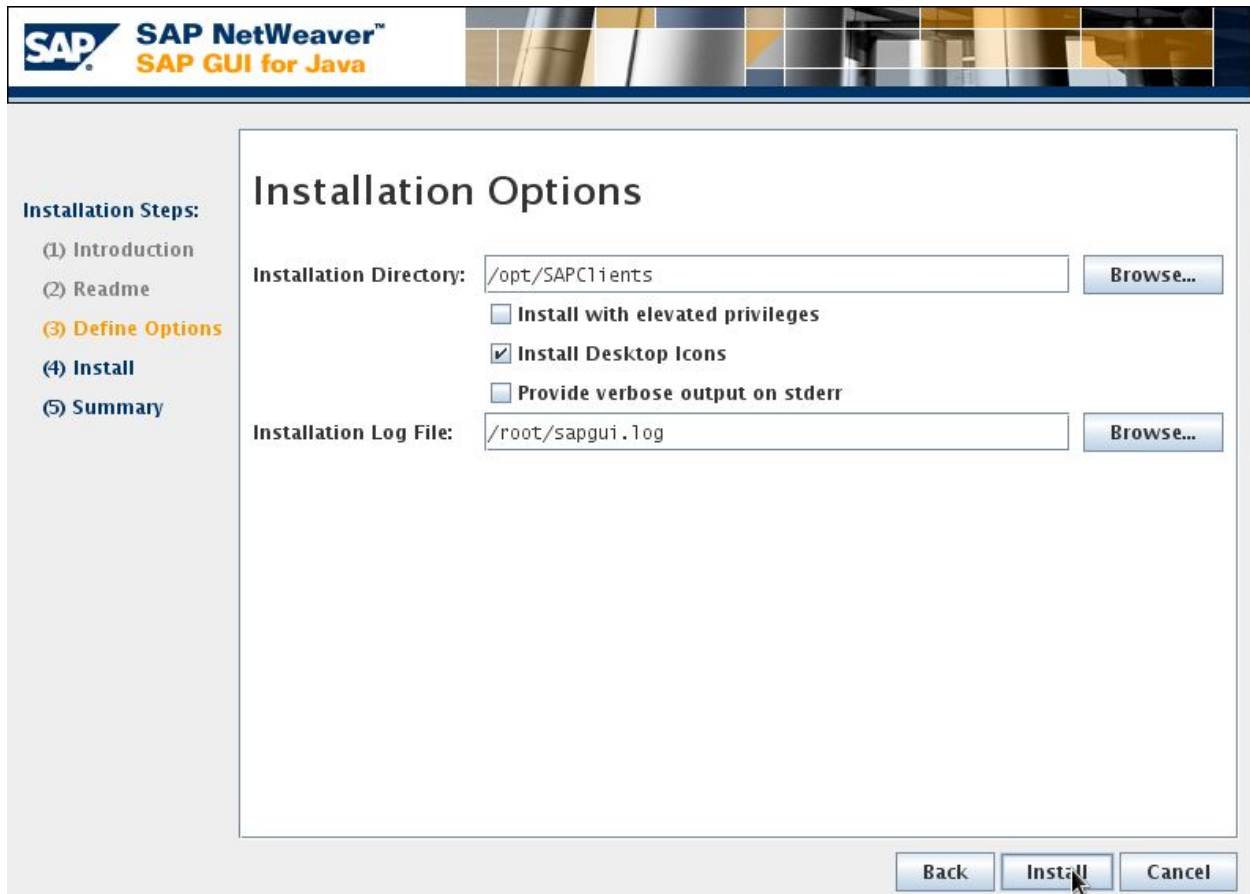 SAP
SAP NetWeaver™
SAP GUI for Java
Installation Steps:
(1) Introduction
(2) Readme
(3) Define Options
(4) Install
(5) Summary
Installation Options
Installation Directory: /opt/SAPClients Browse...
Install with elevated privileges
Install Desktop Icons
Provide verbose output on stderr
Installation Log File: /root/sapgui.log Browse...
Back Install Cancel